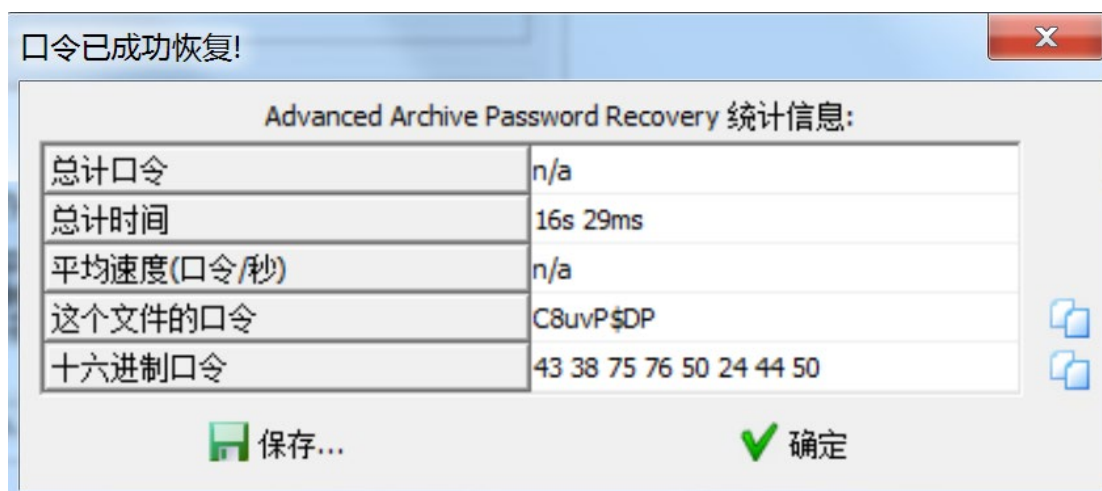 口令已成功恢复!
Advanced Archive Password Recovery 统计信息:
总计口令 n/a
总计时间 16s 29ms
平均速度(口令/秒) n/a
这个文件的口令 C8uvP$DP
十六进制口令 43 38 75 76 50 24 44 50
保存... 确定